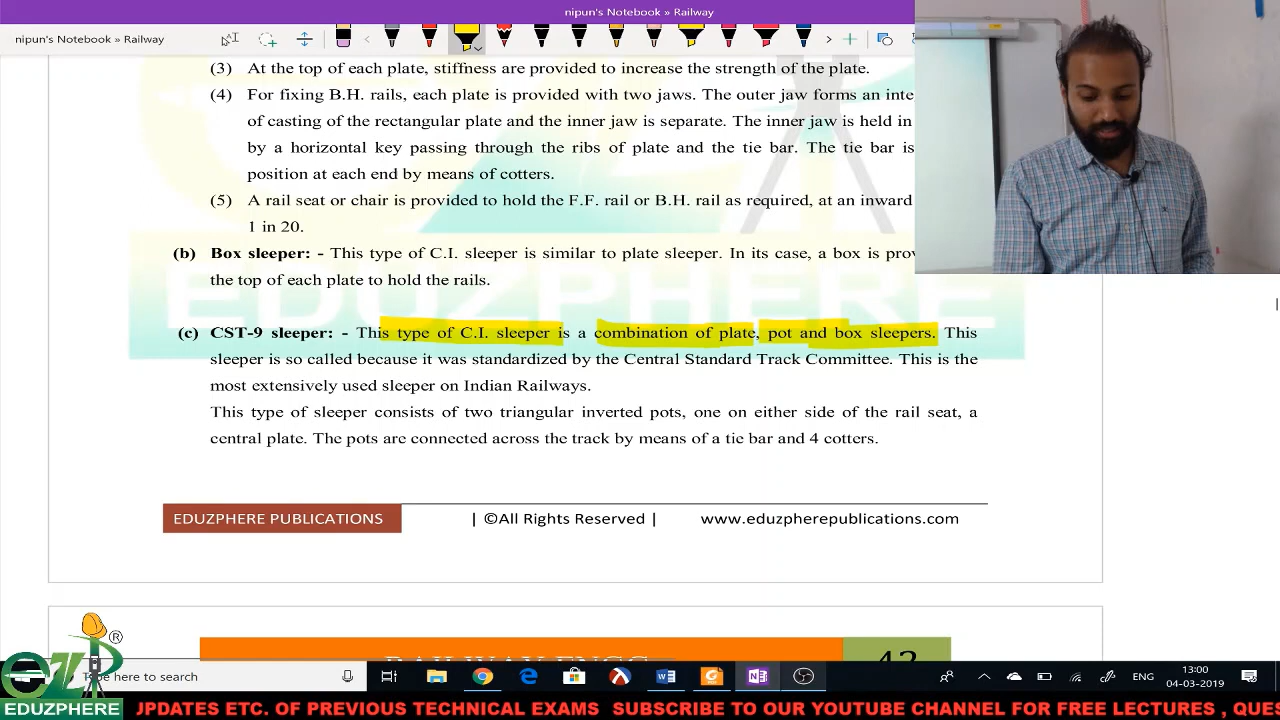 nipun's Notebook » Railway
nipun's Notebook » Railway
(3) At the top of each plate, stiffness are provided to increase the strength of the plate.
(4) For fixing B.H. rails, each plate is provided with two jaws. The outer jaw forms an inte
of casting of the rectangular plate and the inner jaw is separate. The inner jaw is held in
by a horizontal key passing through the ribs of plate and the tie bar. The tie bar is
position at each end by means of cotters.
(5) A rail seat or chair is provided to hold the F.F. rail or B.H. rail as required, at an inward
1 in 20.
(b) Box sleeper: - This type of C.I. sleeper is similar to plate sleeper. In its case, a box is prov
the top of each plate to hold the rails.
EDUZPHERE
(c) CST-9 sleeper: - This type of C.I. sleeper is a combination of plate, pot and box sleepers. This
sleeper is so called because it was standardized by the Central Standard Track Committee. This is the
most extensively used sleeper on Indian Railways.
This type of sleeper consists of two triangular inverted pots, one on either side of the rail seat, a
central plate. The pots are connected across the track by means of a tie bar and 4 cotters.
EDUZPHERE PUBLICATIONS | ©All Rights Reserved | www.eduzpherepublications.com
®
RAILWAY ENGG 42
ype here to search
ENG
13:00
04-03-2019
EZ
EDUZPHERE
UPDATES ETC. OF PREVIOUS TECHNICAL EXAMS SUBSCRIBE TO OUR YOUTUBE CHANNEL FOR FREE LECTURES , QUES